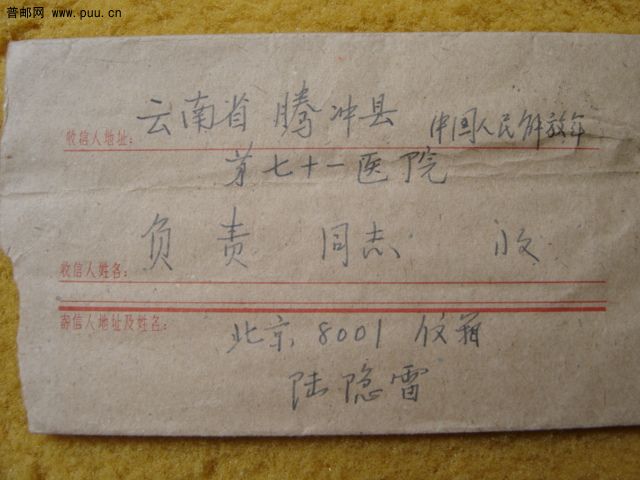 普邮网 www.puu.cn
收信人地址： 云南省 腾冲县 中国人民解放军
第七十一医院
收信人姓名： 负责 同志 收
寄信人地址及姓名： 北京 8001 信箱
陆隐雷